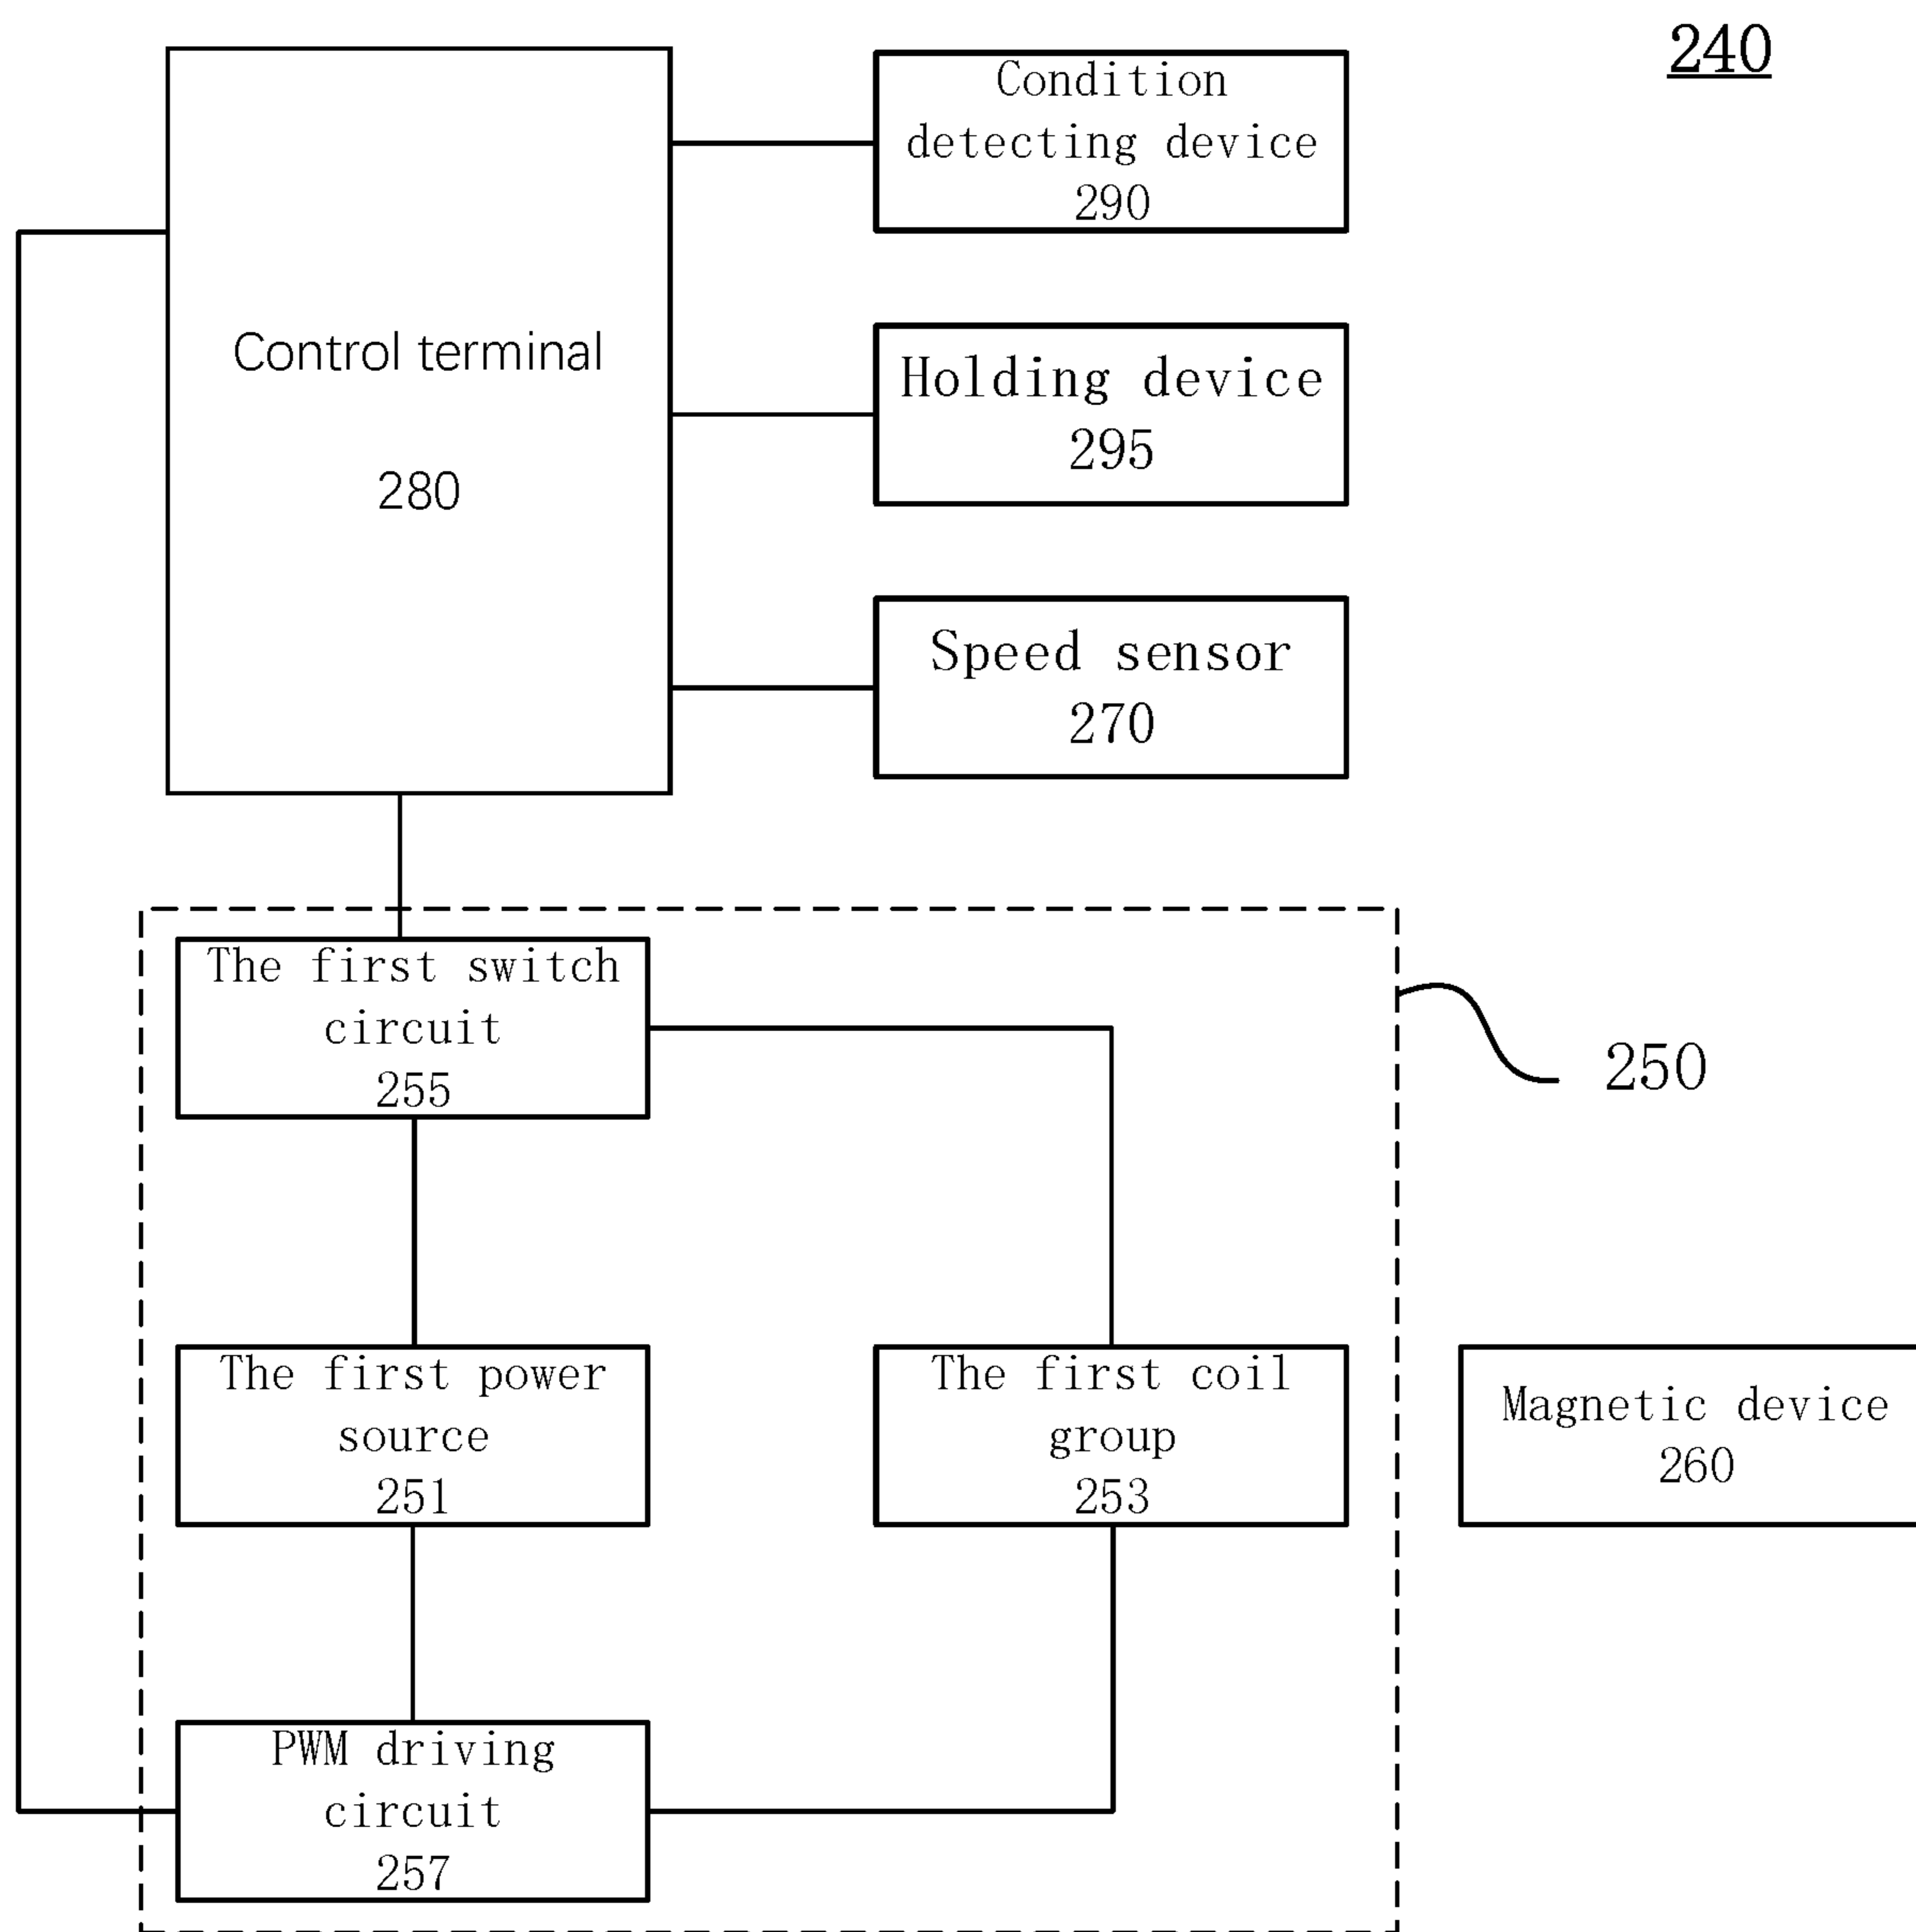 240
Condition
detecting device
290
Control terminal
280
Holding device
295
Speed sensor
270
The first switch
circuit
255
250
The first power
source
251
The first coil
group
253
Magnetic device
260
PWM driving
circuit
257